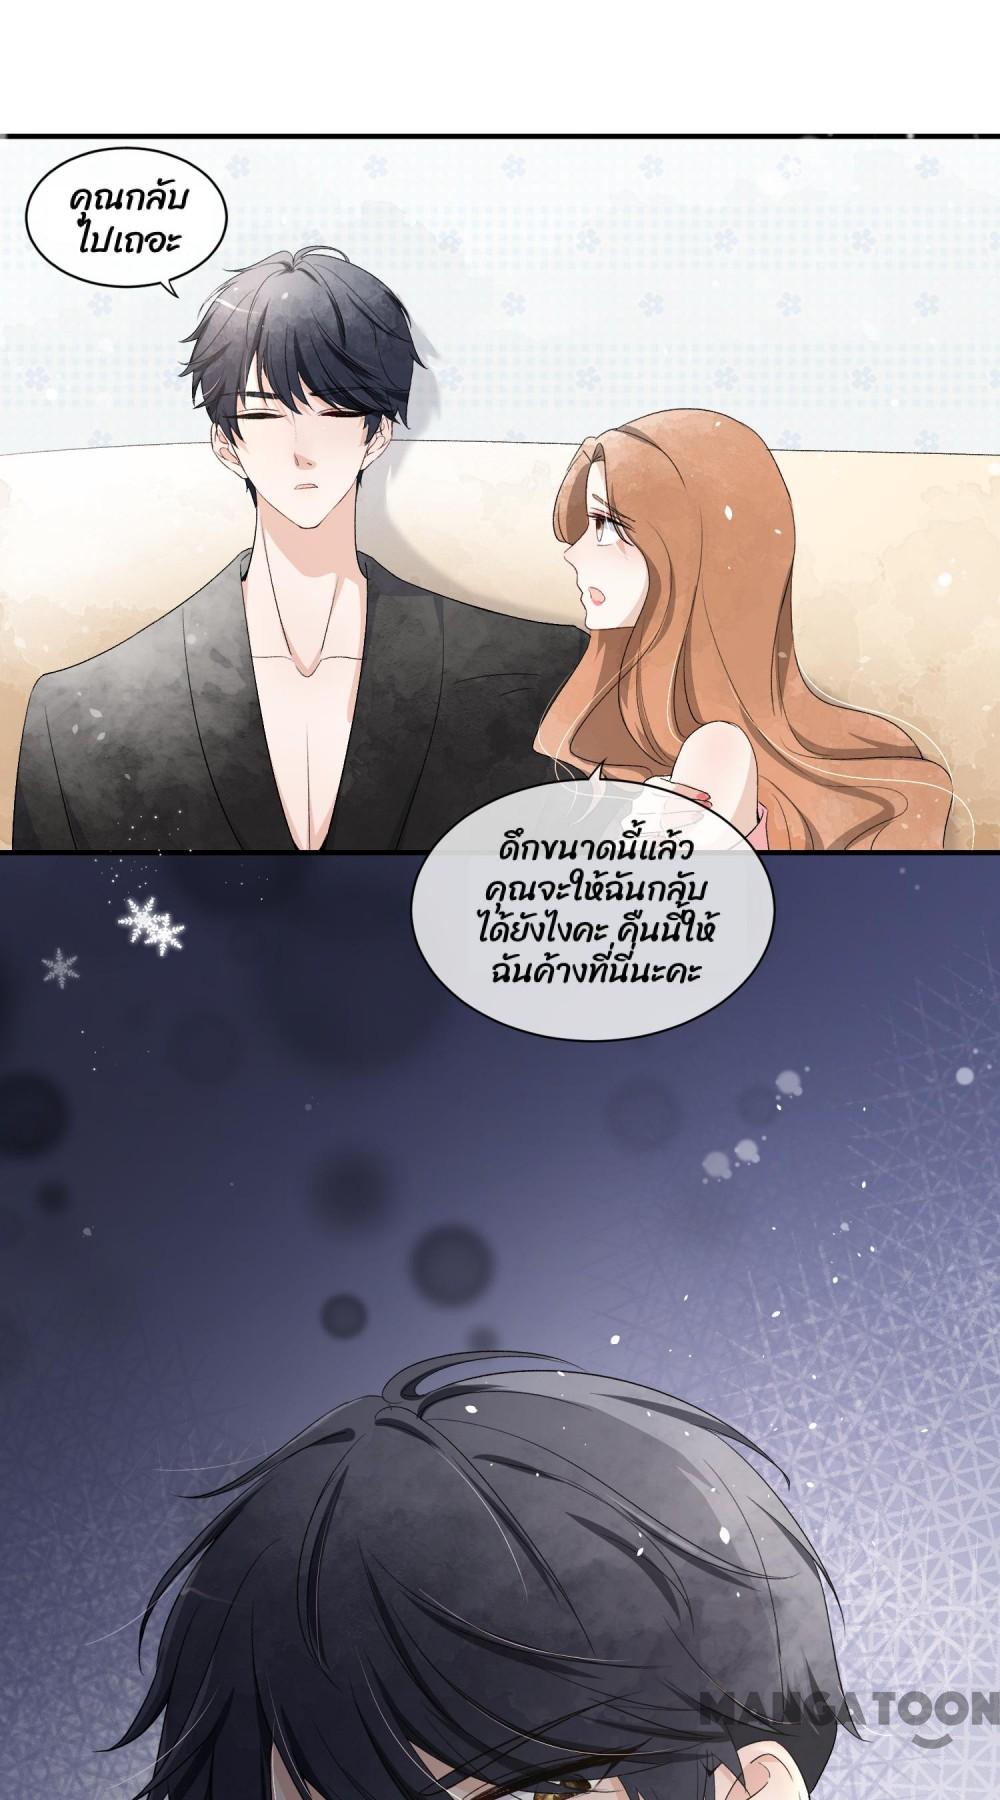 คุณกลับ
ไปเถอะ
ดึกขนาดนี้แล้ว
คุณจะให้ฉันกลับ
ได้ยังไงคะ คืนนี้ให้
ฉันค้างที่นี่นะคะ
MANGATOON